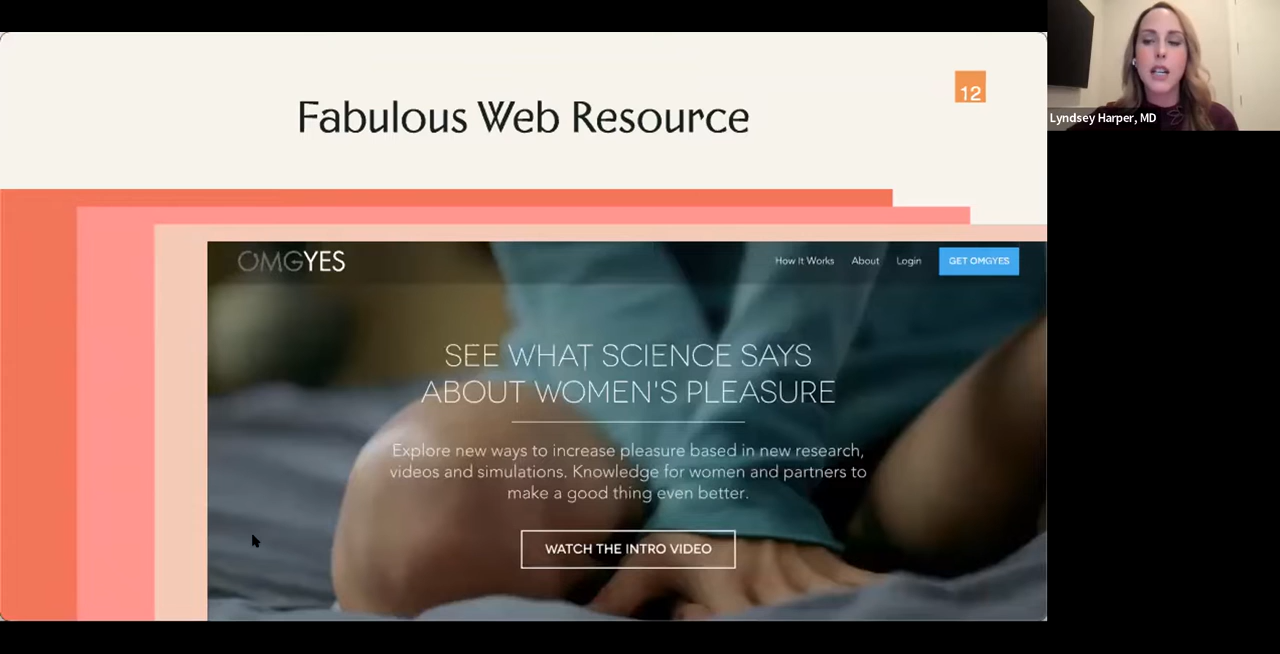 Fabulous Web Resource
12
Lyndsey Harper, MD
OMGYES
How It Works About Login GET OMGYES
SEE WHAT SCIENCE SAYS
ABOUT WOMEN'S PLEASURE
Explore new ways to increase pleasure based in new research,
videos and simulations. Knowledge for women and partners to
make a good thing even better.
WATCH THE INTRO VIDEO